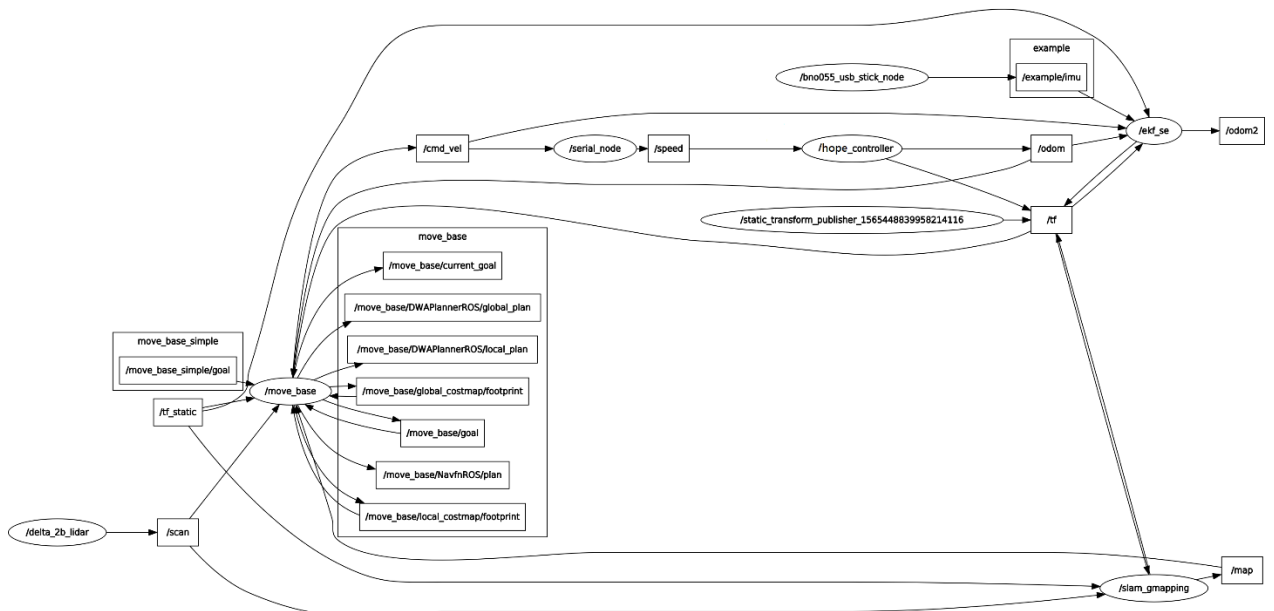 example
/bno055_usb_stick_node
/example/imu
/ekf_se
/odom2
/cmd_vel
/serial_node
/speed
/hope_controller
/odom
/static_transform_publisher_1565448839958214116
/tf
move_base
/move_base/current_goal
/move_base/DWAPlannerROS/global_plan
move_base_simple
/move_base/DWAPlannerROS/local_plan
/move_base_simple/goal
/move_base
/move_base/global_costmap/footprint
/tf_static
/move_base/goal
/move_base/NavfnROS/plan
/move_base/local_costmap/footprint
/delta_2b_lidar
/scan
/map
/slam_gmapping